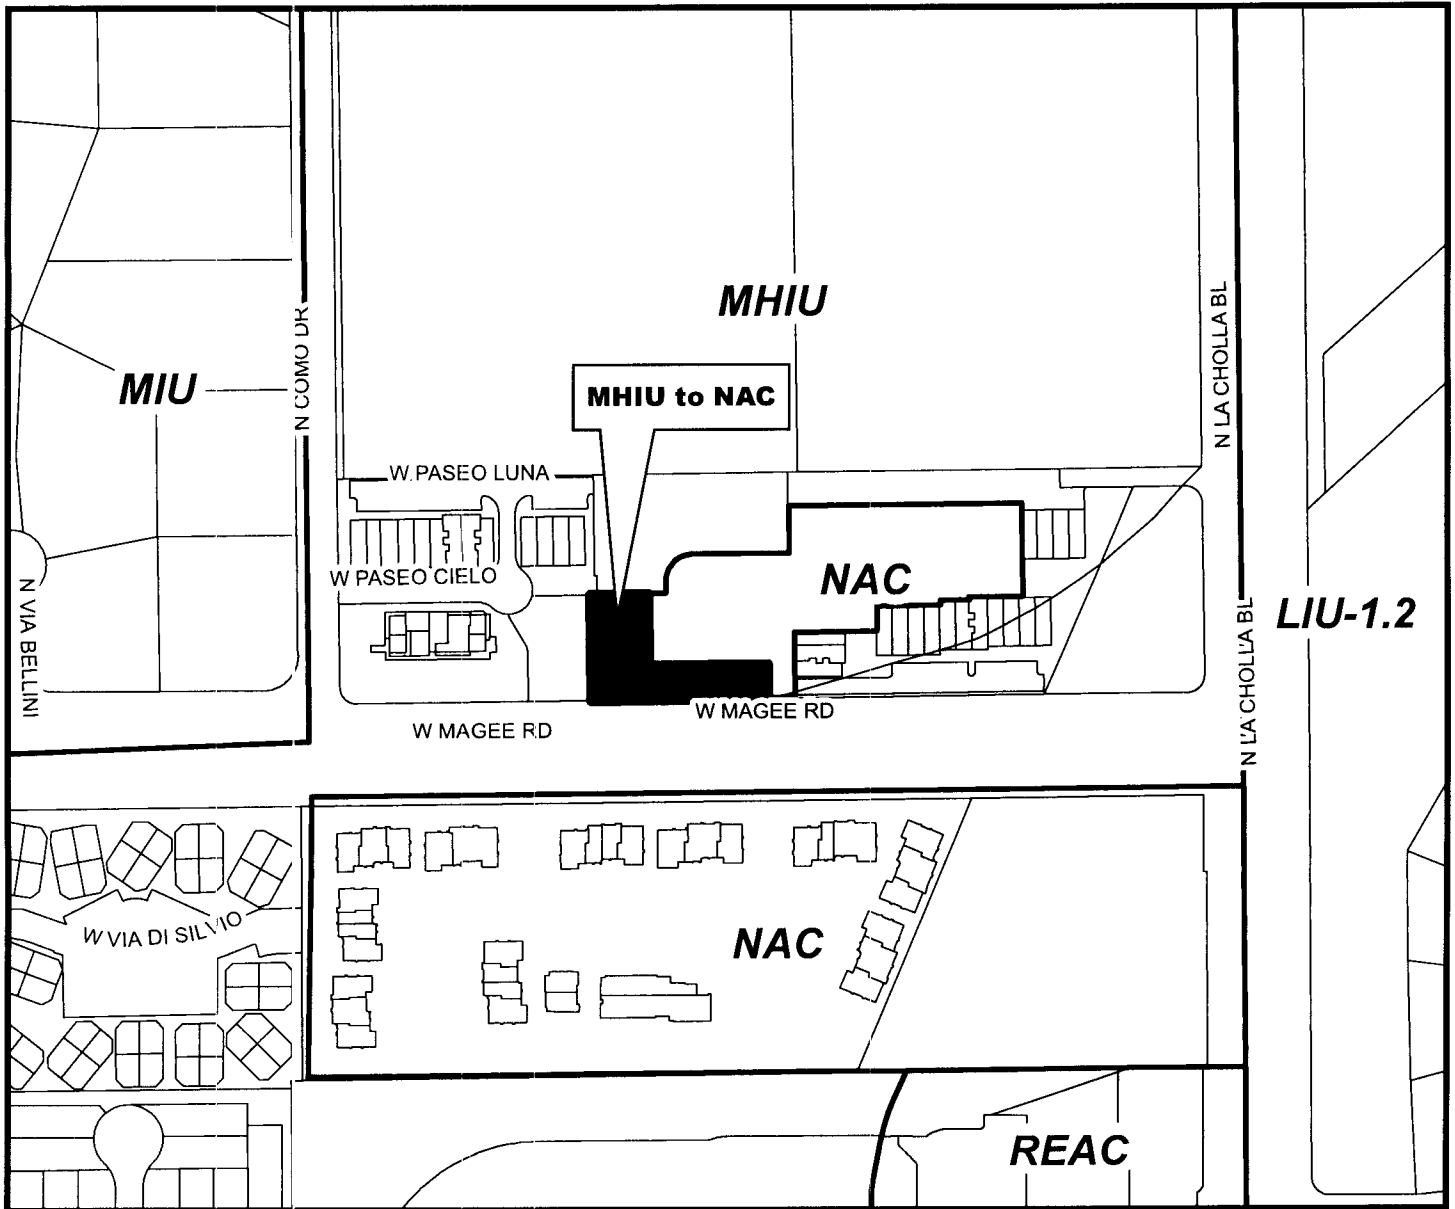 MHIU
N COMO DR
N LA CHOLLA BL
MIU
MHIU to NAC
W PASEO LUNA
W PASEO CIELO
NAC
N VIA BELLINI
LIU-1.2
N LA CHOLLA BL
W MAGEE RD
W MAGEE RD
W VIA DI SILVIO
NAC
REAC